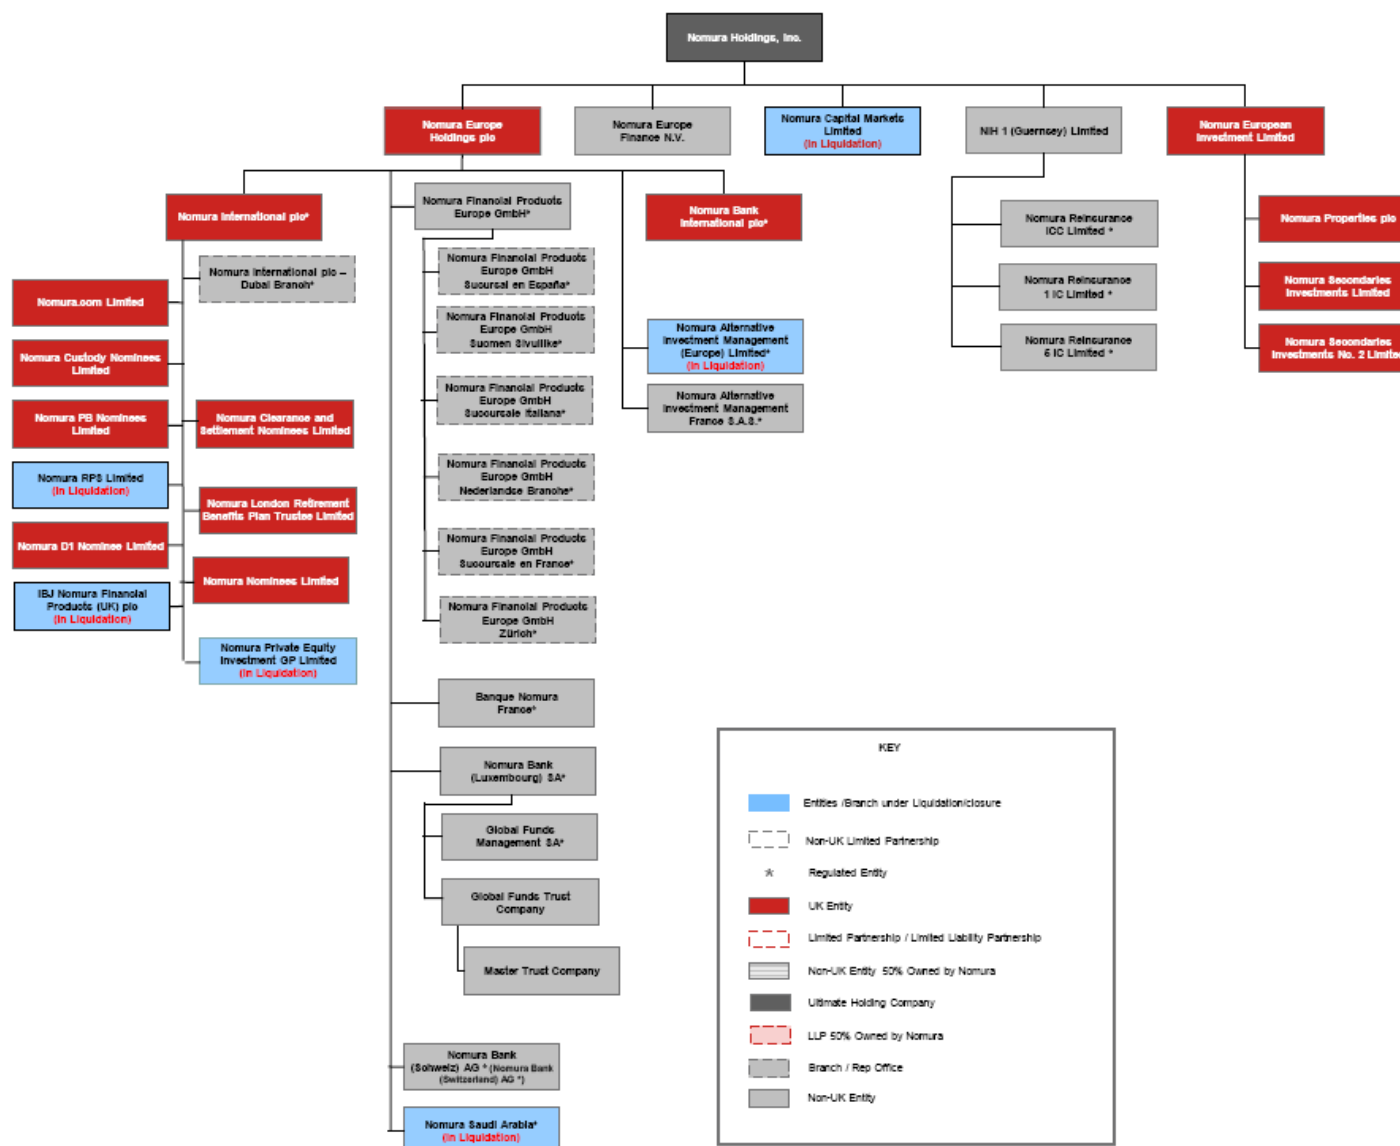 Nomura Holdings, Inc.
Nomura Europe
Holdings plc
Nomura Europe
Finance N.V.
Nomura Capital Markets
Limited
(In Liquidation)
NIH 1 (Guernsey) Limited
Nomura European
Investment Limited
Nomura International plc*
Nomura International plc –
Dubai Branch*
Nomura.com Limited
Nomura Custody Nominees
Limited
Nomura PB Nominees
Limited
Nomura Clearance and
Settlement Nominees Limited
Nomura RPS Limited
(In Liquidation)
Nomura London Retirement
Benefits Plan Trustee Limited
Nomura D1 Nominee Limited
Nomura Nominees Limited
IBJ Nomura Financial
Products (UK) plc
(In Liquidation)
Nomura Private Equity
Investment GP Limited
(In Liquidation)
Nomura Financial Products
Europe GmbH*
Nomura Financial Products
Europe GmbH
Sucursal en España*
Nomura Financial Products
Europe GmbH
Suomen Sivuliike*
Nomura Financial Products
Europe GmbH
Succursale Italiana*
Nomura Financial Products
Europe GmbH
Nederlandse Branche*
Nomura Financial Products
Europe GmbH
Succursale en France*
Nomura Financial Products
Europe GmbH
Zürich*
Banque Nomura
France*
Nomura Bank
(Luxembourg) SA*
Global Funds
Management SA*
Global Funds Trust
Company
Master Trust Company
Nomura Bank
(Schweiz) AG * (Nomura Bank
(Switzerland) AG *)
Nomura Saudi Arabia*
(In Liquidation)
Nomura Bank
International plc*
Nomura Alternative
Investment Management
(Europe) Limited*
(In Liquidation)
Nomura Alternative
Investment Management
France S.A.S.*
Nomura Reinsurance
ICC Limited *
Nomura Reinsurance
1 IC Limited *
Nomura Reinsurance
5 IC Limited *
Nomura Properties plc
Nomura Secondaries
Investments Limited
Nomura Secondaries
Investments No. 2 Limited
KEY
Entities /Branch under Liquidation/closure
Non-UK Limited Partnership
* Regulated Entity
UK Entity
Limited Partnership / Limited Liability Partnership
Non-UK Entity 50% Owned by Nomura
Ultimate Holding Company
LLP 50% Owned by Nomura
Branch / Rep Office
Non-UK Entity